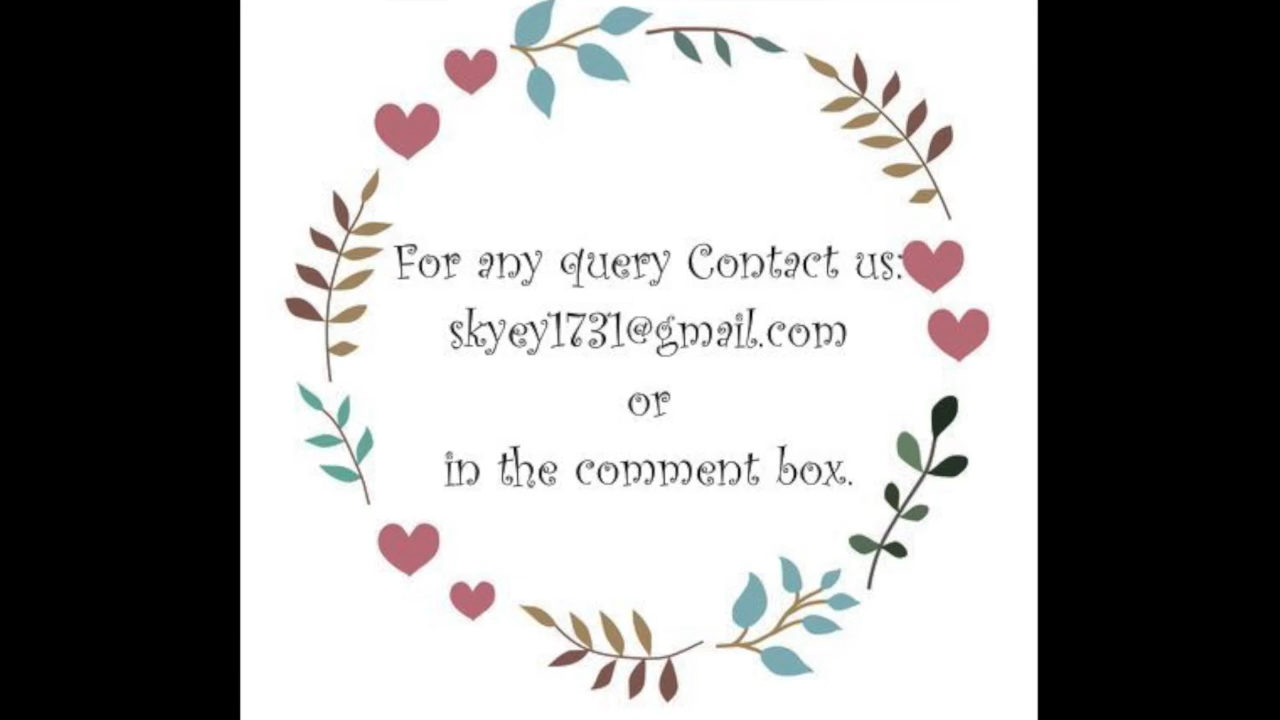 For any query Contact us:
skyey1731@gmail.com
or
in the comment box.